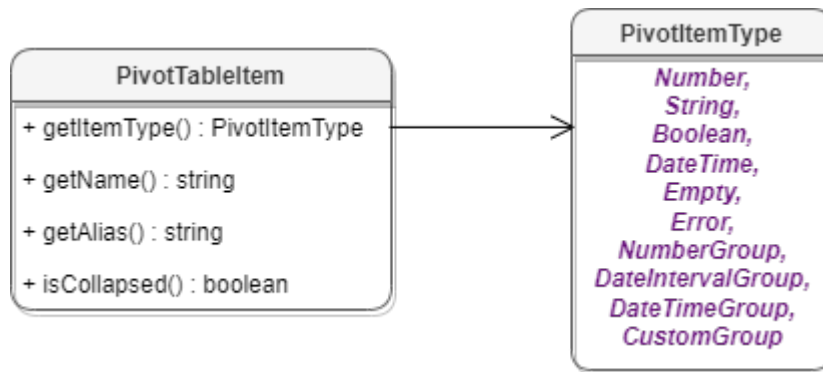 PivotTableItem
+ getItemType() : PivotItemType
+ getName() : string
+ getAlias() : string
+ isCollapsed() : boolean
PivotItemType
Number,
String,
Boolean,
DateTime,
Empty,
Error,
NumberGroup,
DateIntervalGroup,
DateTimeGroup,
CustomGroup